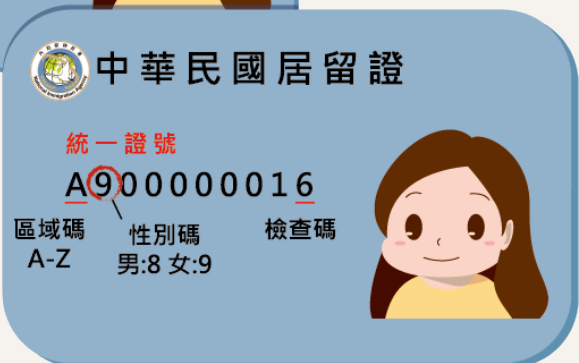 中華民國居留證
統一證號
A900000016
區域碼 性別碼 檢查碼
A-Z 男:8 女:9